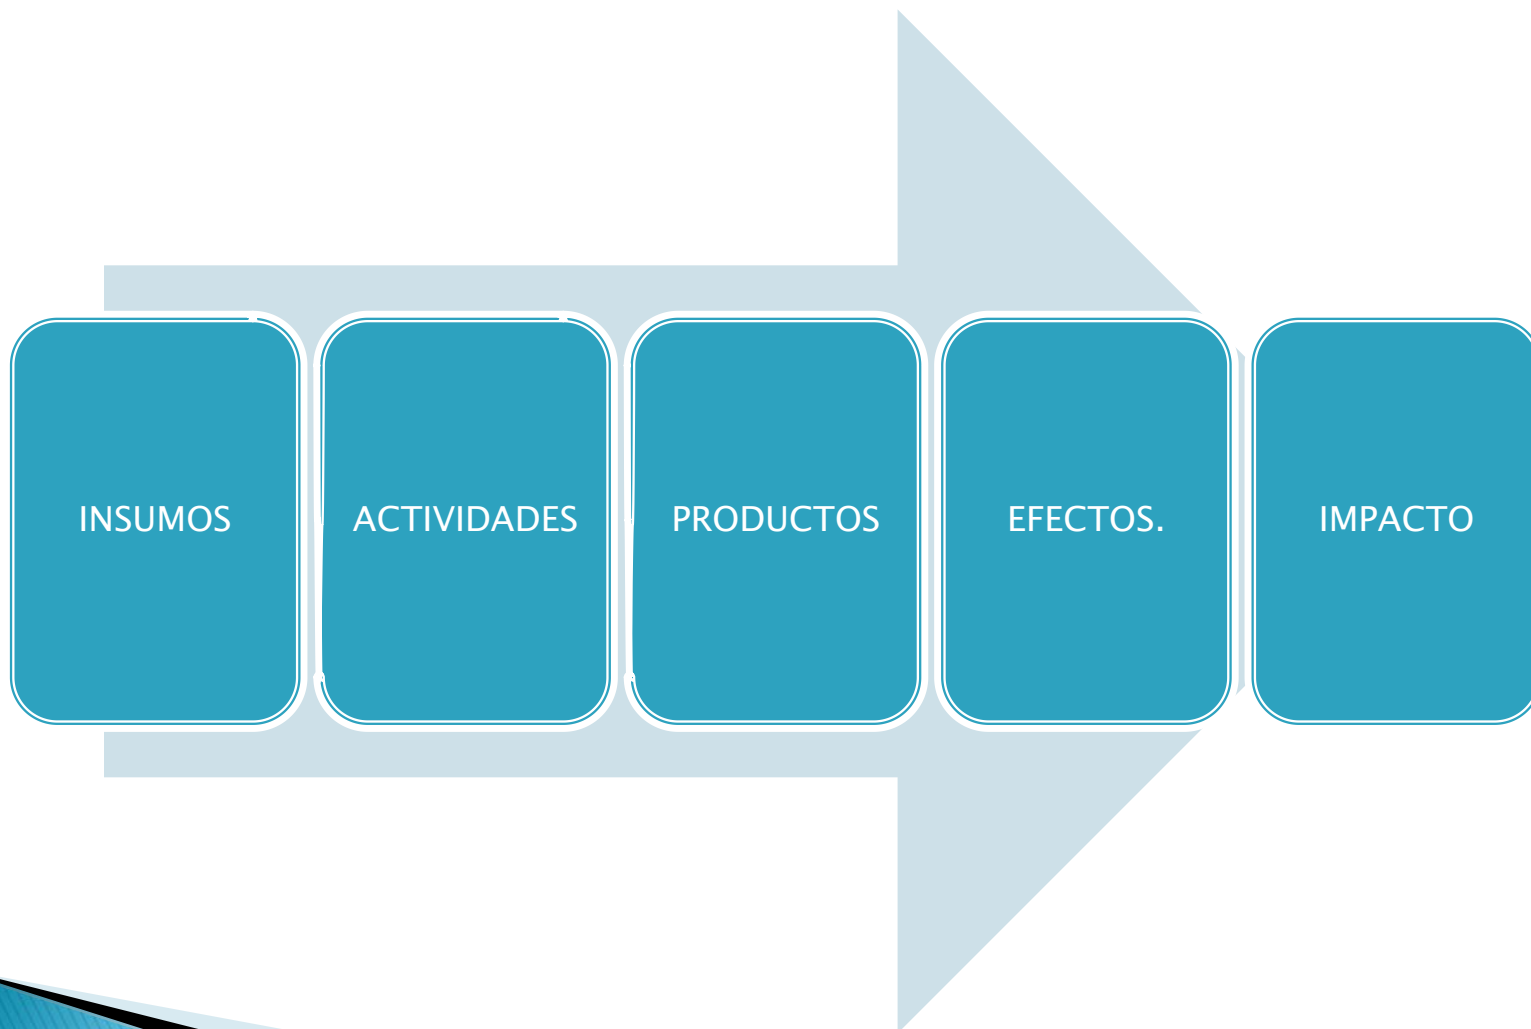 INSUMOS
ACTIVIDADES
PRODUCTOS
EFECTOS.
IMPACTO